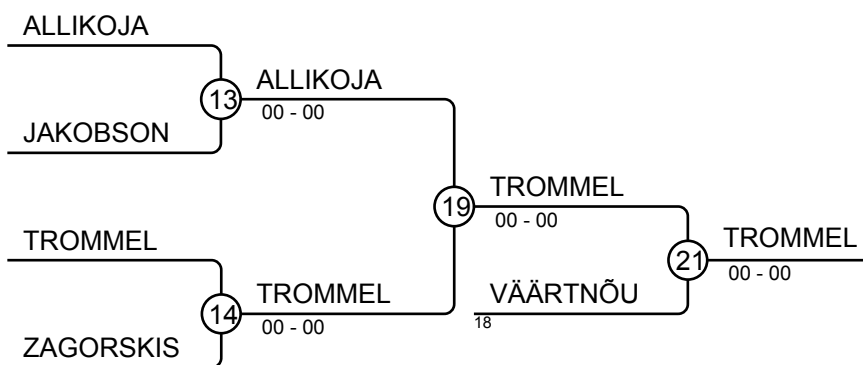 ALLIKOJA
13
ALLIKOJA
00 - 00
JAKOBSON
19
TROMMEL
00 - 00
TROMMEL
14
TROMMEL
00 - 00
ZAGORSKIS
VÄÄRTNÕU
18
21
TROMMEL
00 - 00